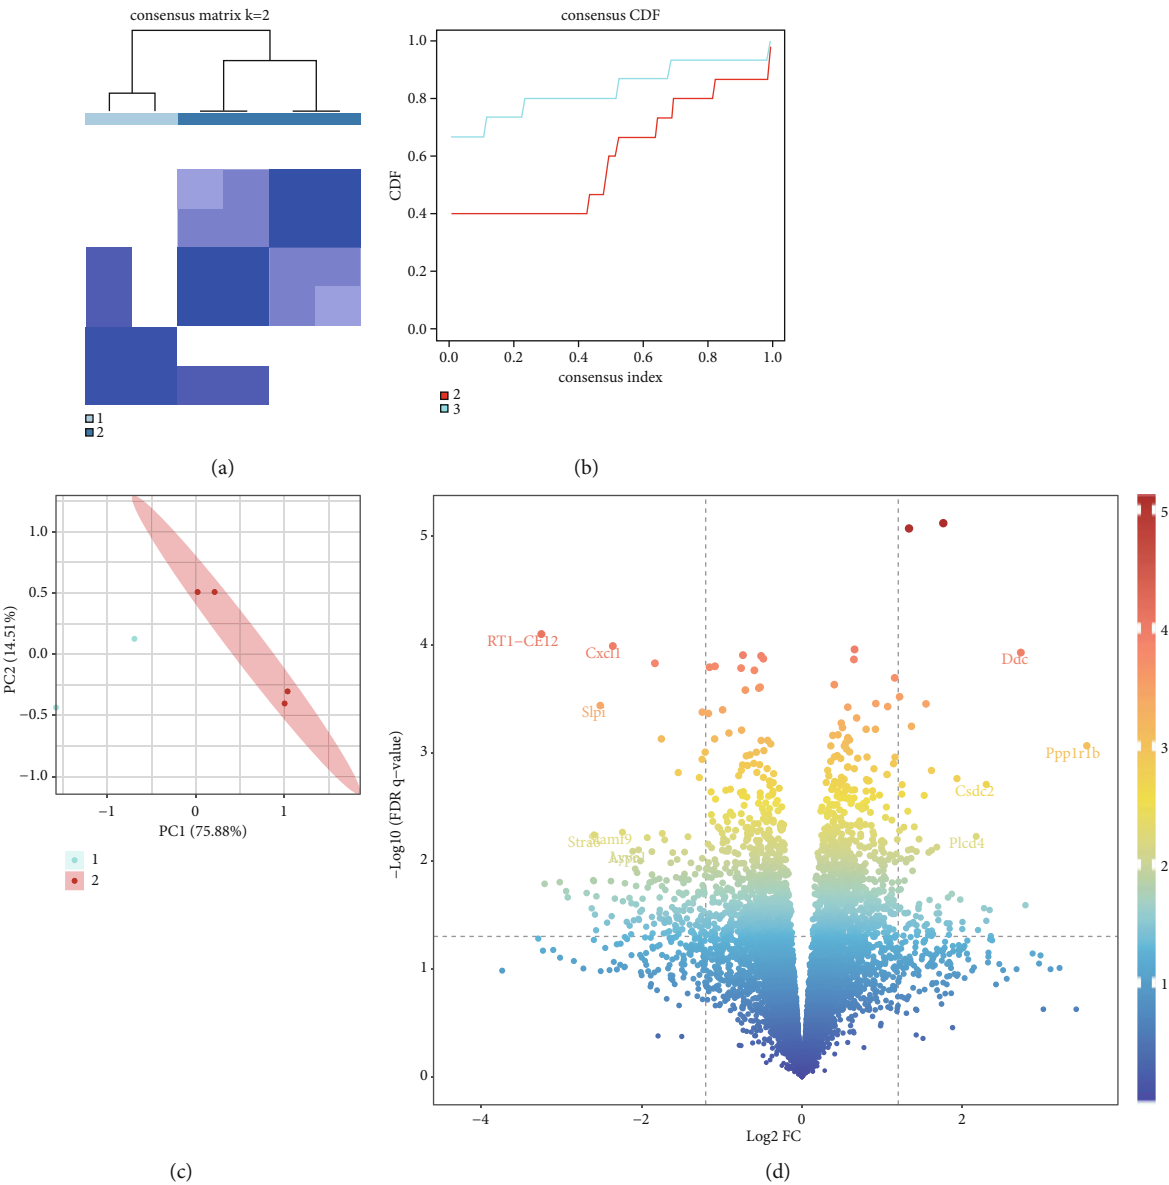 consensus matrix k=2
1
2
(a)
consensus CDF
1.0
0.8
0.6
0.4
0.2
0.0
CDF
0.0 0.2 0.4 0.6 0.8 1.0
consensus index
2
3
(b)
1.0
0.5
0.0
−0.5
−1.0
PC2 (14.51%)
−1 0 1
PC1 (75.88%)
1
2
(c)
5
4
3
2
1
0
−Log10 (FDR q−value)
RT1−CE12
Cxcl1
Ddc
Slpi
Ppp1r1b
Csdc2
Plcd4
−4 −2 0 2
Log2 FC
5
4
3
2
1
(d)